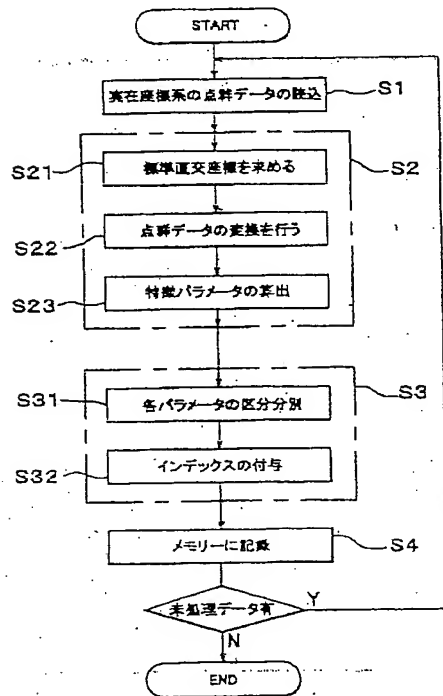 START
実在座標系の点群データの読込
S1
S2
S21
標準直交座標を求める
S22
点群データの変換を行う
S23
特徴パラメータの算出
S3
S31
各パラメータの区分分別
S32
インデックスの付与
メモリーに記録
S4
未処理データ有
Y
N
END